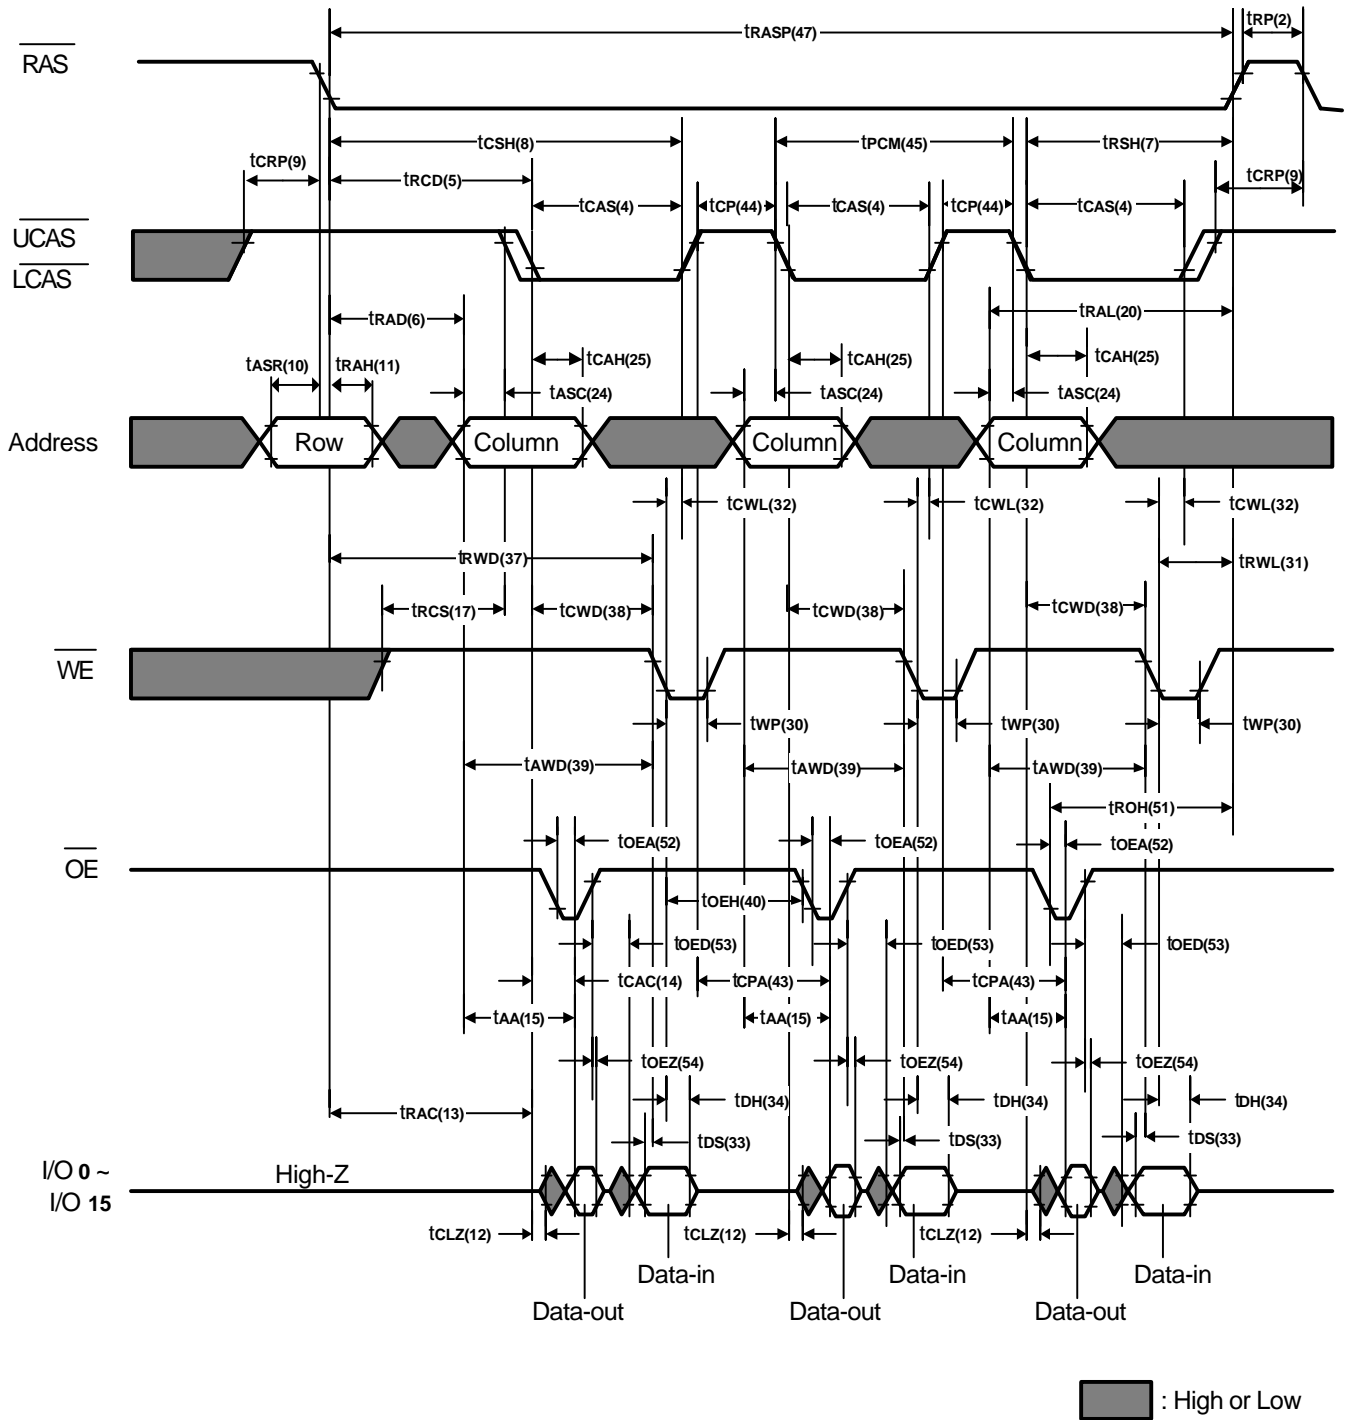 tRASP(47)
tRP(2)
RAS
tCSH(8)
tPCM(45)
tRSH(7)
tCRP(9)
tRCD(5)
tCRP(9)
tCAS(4)
tCP(44)
tCAS(4)
tCP(44)
tCAS(4)
UCAS
LCAS
tRAD(6)
tRAL(20)
tASR(10)
tRAH(11)
tCAH(25)
tCAH(25)
tCAH(25)
tASC(24)
tASC(24)
tASC(24)
Address
Row
Column
Column
Column
tCWL(32)
tCWL(32)
tCWL(32)
tRWD(37)
tRWL(31)
tRCS(17)
tCWD(38)
tCWD(38)
tCWD(38)
WE
tWP(30)
tWP(30)
tWP(30)
tAWD(39)
tAWD(39)
tAWD(39)
tROH(51)
tOEA(52)
tOEA(52)
tOEA(52)
OE
tOEH(40)
tOED(53)
tOED(53)
tOED(53)
tCAC(14)
tCPA(43)
tCPA(43)
tAA(15)
tAA(15)
tAA(15)
tOEZ(54)
tOEZ(54)
tOEZ(54)
tRAC(13)
tDH(34)
tDH(34)
tDH(34)
tDS(33)
tDS(33)
tDS(33)
I/O 0 ~
I/O 15
High-Z
tCLZ(12)
tCLZ(12)
tCLZ(12)
Data-in
Data-in
Data-in
Data-out
Data-out
Data-out
: High or Low